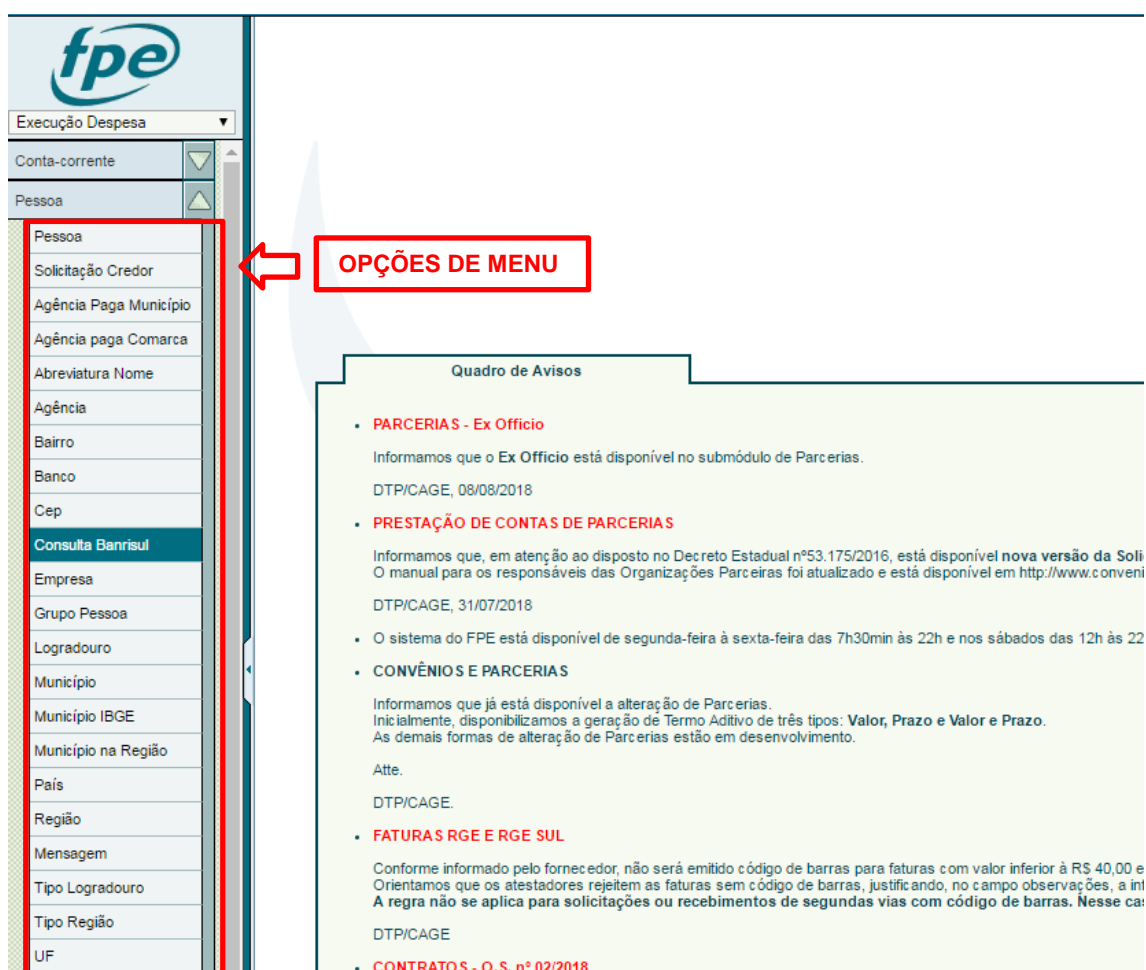 fpe
Execução Despesa
Conta-corrente
Pessoa
Pessoa
Solicitação Credor
Agência Paga Município
Agência paga Comarca
Abreviatura Nome
Agência
Bairro
Banco
Cep
Consulta Banrisul
Empresa
Grupo Pessoa
Logradouro
Município
Município IBGE
Município na Região
País
Região
Mensagem
Tipo Logradouro
Tipo Região
UF
OPÇÕES DE MENU
Quadro de Avisos
• PARCERIAS - Ex Officio
Informamos que o Ex Officio está disponível no submódulo de Parcerias.
DTP/CAGE, 08/08/2018
• PRESTAÇÃO DE CONTAS DE PARCERIAS
Informamos que, em atenção ao disposto no Decreto Estadual nº53.175/2016, está disponível nova versão da Soli
O manual para os responsáveis das Organizações Parceiras foi atualizado e está disponível em http://www.conveni
DTP/CAGE, 31/07/2018
• O sistema do FPE está disponível de segunda-feira à sexta-feira das 7h30min às 22h e nos sábados das 12h às 22
• CONVÊNIOS E PARCERIAS
Informamos que já está disponível a alteração de Parcerias.
Inicialmente, disponibilizamos a geração de Termo Aditivo de três tipos: Valor, Prazo e Valor e Prazo.
As demais formas de alteração de Parcerias estão em desenvolvimento.
Atte.
DTP/CAGE.
• FATURAS RGE E RGE SUL
Conforme informado pelo fornecedor, não será emitido código de barras para faturas com valor inferior à R$ 40,00 e
Orientamos que os atestadores rejeitem as faturas sem código de barras, justificando, no campo observações, a inf
A regra não se aplica para solicitações ou recebimentos de segundas vias com código de barras. Nesse cas
DTP/CAGE
• CONTRATOS - O.S. nº 02/2018